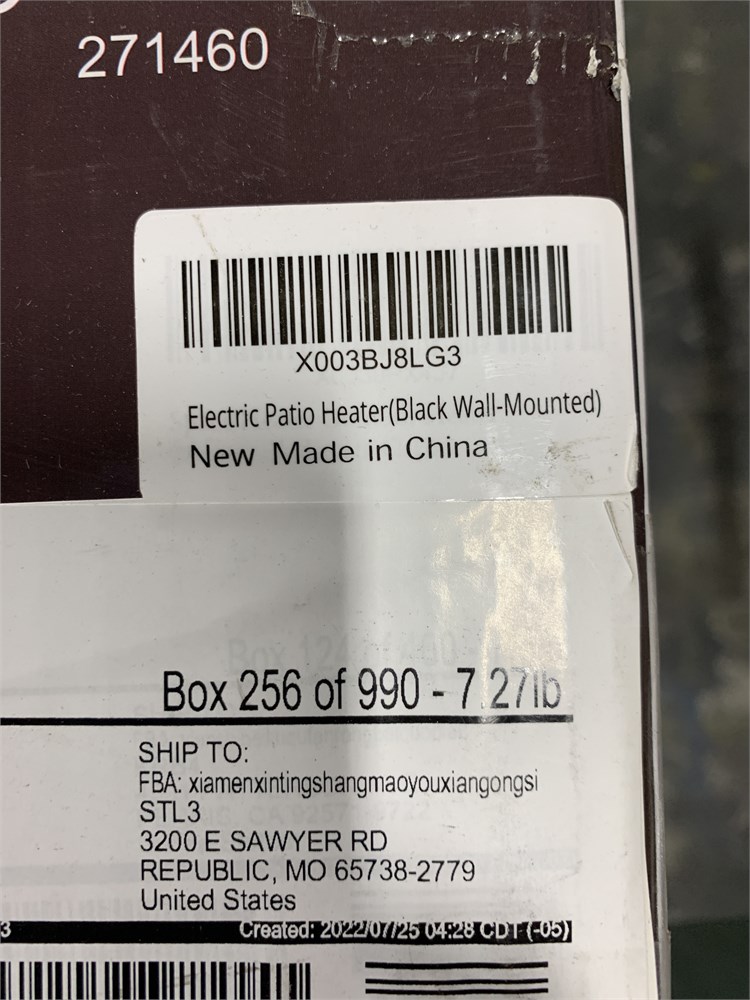 271460
X003BJ8LG3
Electric Patio Heater(Black Wall-Mounted)
New Made in China
Box 256 of 990 - 7.27lb
SHIP TO:
FBA: xiamenxintingshangmaoyouxiangongsi
STL3
3200 E SAWYER RD
REPUBLIC, MO 65738-2779
United States
3 Created: 2022/07/25 04:28 CDT (-05)